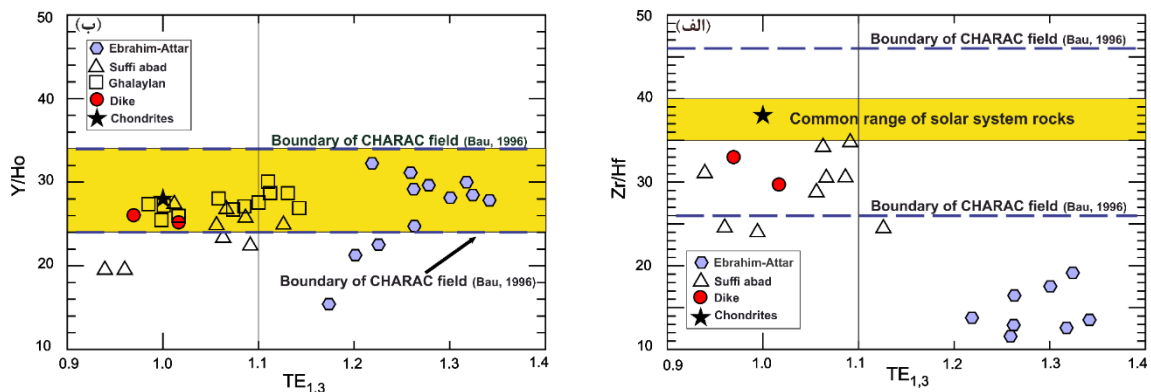 (ب)
50
40
30
20
10
Y/Ho
Ebrahim-Attar
Suffi abad
Ghalaylan
Dike
Chondrites
Boundary of CHARAC field (Bau, 1996)
Boundary of CHARAC field (Bau, 1996)
0.9 1.0 1.1 1.2 1.3 1.4
TE1,3
(الف)
50
40
30
20
10
Zr/Hf
Boundary of CHARAC field (Bau, 1996)
Common range of solar system rocks
Boundary of CHARAC field (Bau, 1996)
Ebrahim-Attar
Suffi abad
Dike
Chondrites
0.9 1.0 1.1 1.2 1.3 1.4
TE1,3